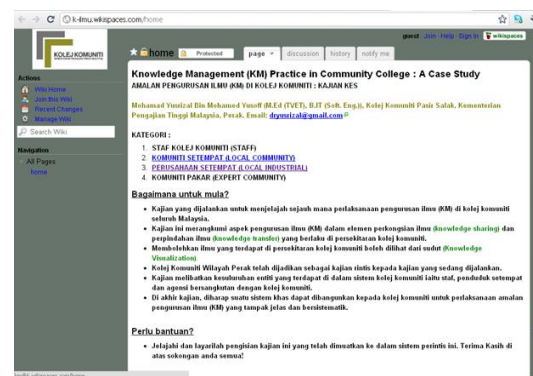 k-ilmu.wikispaces.com/home
guest · Join · Help · Sign In · wikispaces
KOLEJ KOMUNITI
home Protected page discussion history notify me
Actions
Wiki Home
Join this Wiki
Recent Changes
Manage Wiki
Search Wiki
Navigation
All Pages
home
Knowledge Management (KM) Practice in Community College : A Case Study
AMALAN PENGURUSAN ILMU (KM) DI KOLEJ KOMUNITI : KAJIAN KES
Mohamad Yusrizal Bin Mohamed Yusoff (M.Ed (TVET), B.IT (Soft. Eng.)), Kolej Komuniti Pasir Salak, Kementerian
Pengajian Tinggi Malaysia, Perak. Email: dryusrizal@gmail.com
KATEGORI :
1. STAF KOLEJ KOMUNITI (STAFF)
2. KOMUNITI SETEMPAT (LOCAL COMMUNITY)
3. PERUSAHAAN SETEMPAT (LOCAL INDUSTRIAL)
4. KOMUNITI PAKAR (EXPERT COMMUNITY)
Bagaimana untuk mula?
• Kajian yang dijalankan untuk menjelajah sejauh mana perlaksanaan pengurusan ilmu (KM) di kolej komuniti
seluruh Malaysia.
• Kajian ini merangkumi aspek pengurusan ilmu (KM) dalam elemen perkongsian ilmu (knowledge sharing) dan
perpindahan ilmu (knowledge transfer) yang berlaku di persekitaran kolej komuniti.
• Membolehkan ilmu yang terdapat di persekitaran kolej komuniti boleh dilihat dari sudut (Knowledge
Visualization)
• Kolej Komuniti Wilayah Perak telah dijadikan sebagai kajian rintis kepada kajian yang sedang dijalankan.
• Kajian melibatkan kesuluruhan entiti yang terdapat di dalam sistem kolej komuniti iaitu staf, penduduk setempat
dan agensi bersangkutan dengan kolej komuniti.
• Di akhir kajian, diharap suatu sistem khas dapat dibangunkan kepada kolej komuniti untuk perlaksanaan amalan
pengurusan ilmu (KM) yang tampak jelas dan bersistematik.
Perlu bantuan?
• Jelajahi dan layarilah pengisian kajian ini yang telah dimuatkan ke dalam sistem perintis ini. Terima Kasih di
atas sokongan anda semua!